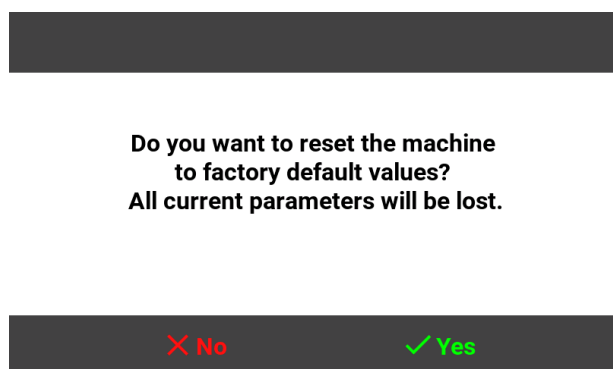 Do you want to reset the machine
to factory default values?
All current parameters will be lost.
No
Yes